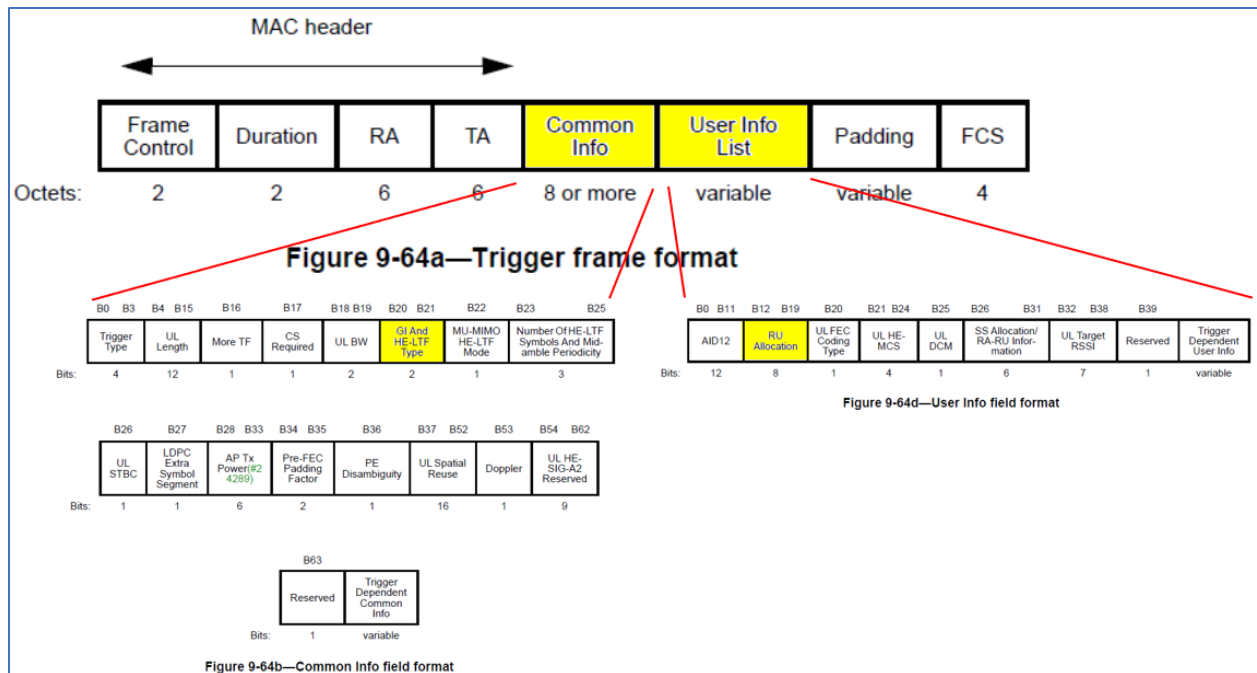 MAC header
Frame Control Duration RA TA Common Info User Info List Padding FCS
Octets: 2 2 6 6 8 or more variable variable 4
Figure 9-64a—Trigger frame format
B0 B3 B4 B15 B16 B17 B18 B19 B20 B21 B22 B23 B25
Trigger Type UL Length More TF CS Required UL BW GI And HE-LTF Type MU-MIMO HE-LTF Mode Number Of HE-LTF Symbols And Mid-amble Periodicity
Bits: 4 12 1 1 2 2 1 3
B0 B11 B12 B19 B20 B21 B24 B25 B26 B31 B32 B38 B39
AID12 RU Allocation UL FEC Coding Type UL HE-MCS UL DCM SS Allocation/ RA-RU Infor-mation UL Target RSSI Reserved Trigger Dependent User Info
Bits: 12 8 1 4 1 6 7 1 variable
Figure 9-64d—User Info field format
B26 B27 B28 B33 B34 B35 B36 B37 B52 B53 B54 B62
UL STBC LDPC Extra Symbol Segment AP Tx Power(#2 4289) Pre-FEC Padding Factor PE Disambiguity UL Spatial Reuse Doppler UL HE-SIG-A2 Reserved
Bits: 1 1 6 2 1 16 1 9
B63
Reserved Trigger Dependent Common Info
Bits: 1 variable
Figure 9-64b—Common Info field format